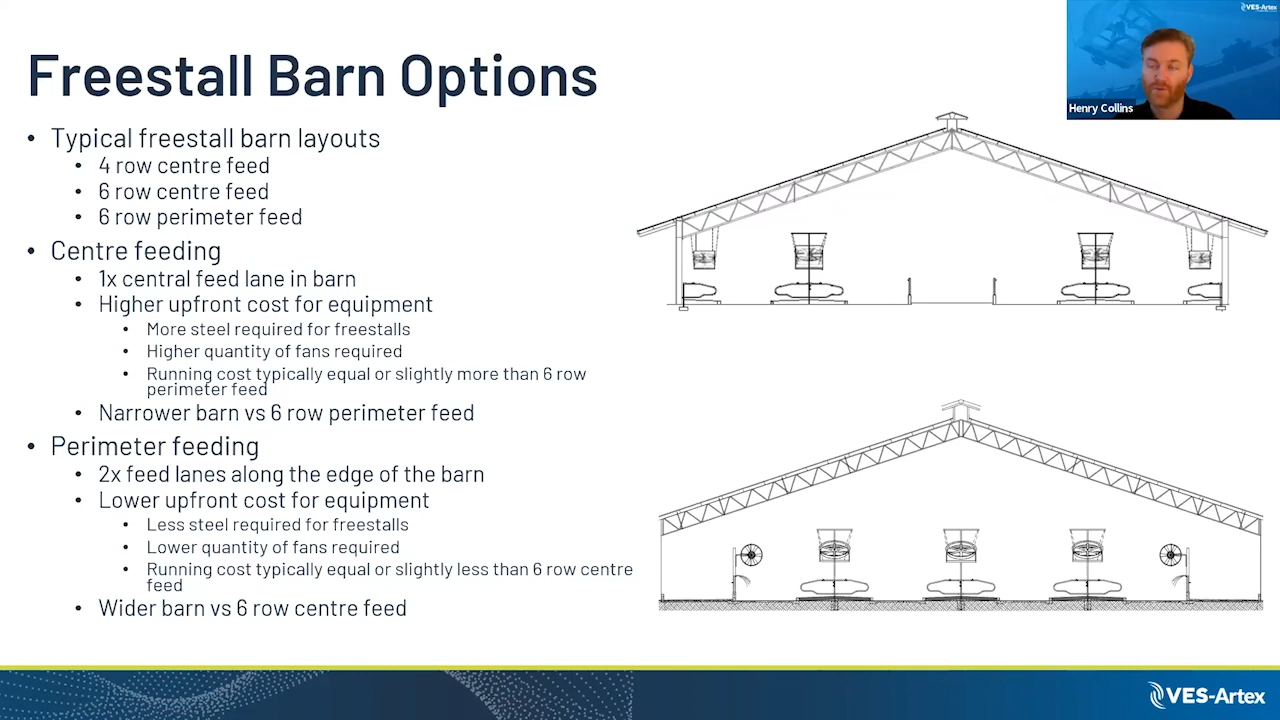 VES-Artex
Henry Collins
Freestall Barn Options
• Typical freestall barn layouts
• 4 row centre feed
• 6 row centre feed
• 6 row perimeter feed
• Centre feeding
• 1x central feed lane in barn
• Higher upfront cost for equipment
• More steel required for freestalls
• Higher quantity of fans required
• Running cost typically equal or slightly more than 6 row
perimeter feed
• Narrower barn vs 6 row perimeter feed
• Perimeter feeding
• 2x feed lanes along the edge of the barn
• Lower upfront cost for equipment
• Less steel required for freestalls
• Lower quantity of fans required
• Running cost typically equal or slightly less than 6 row centre
feed
• Wider barn vs 6 row centre feed
VES-Artex